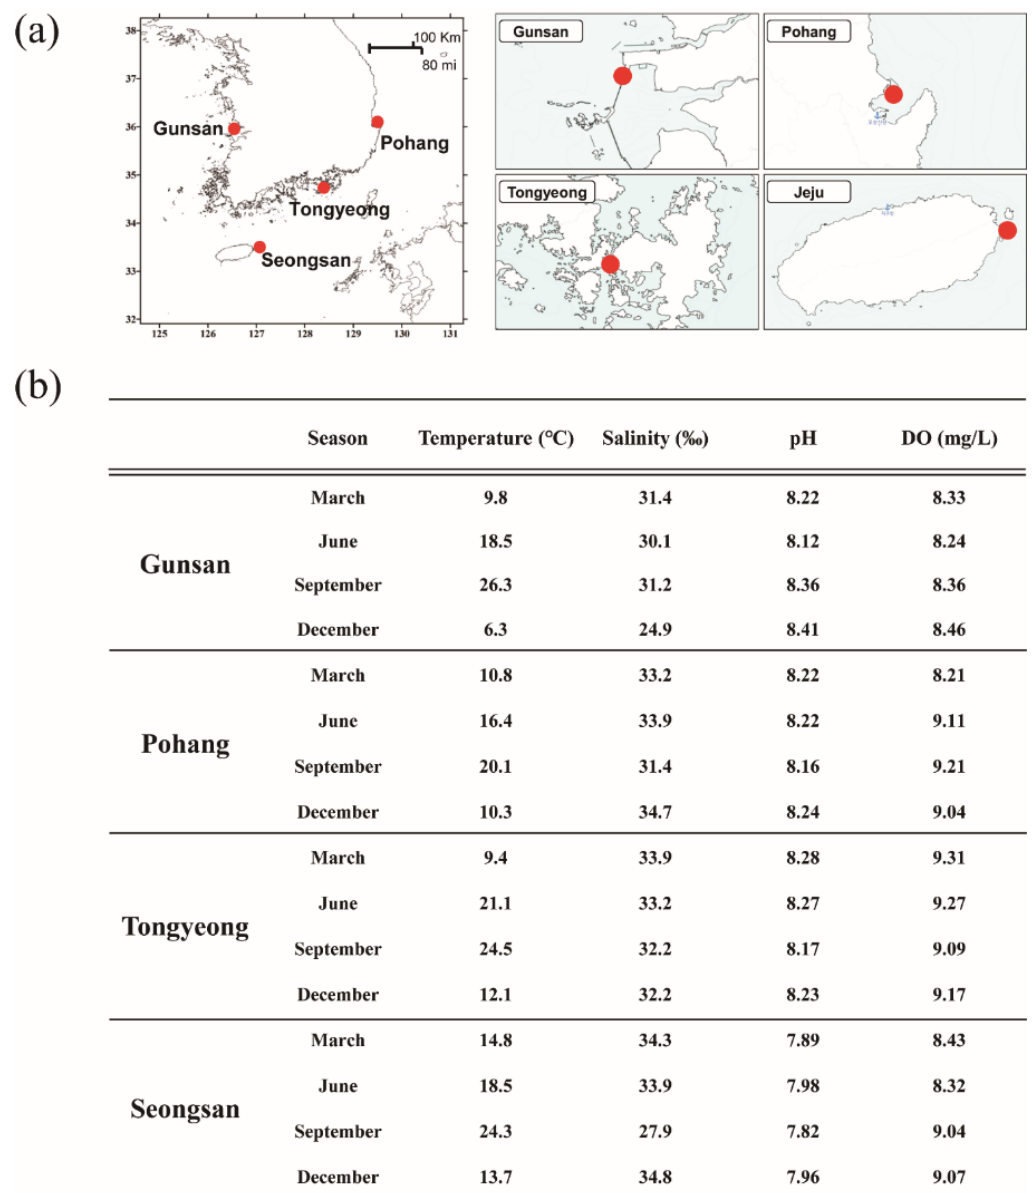 (a)
38
37
36
35
34
33
32
125 126 127 128 129 130 131
100 Km
80 mi
Gunsan
Pohang
Tongyeong
Seongsan
Gunsan
Pohang
Tongyeong
Jeju
(b)
Season Temperature (°C) Salinity (‰) pH DO (mg/L)
Gunsan
March 9.8 31.4 8.22 8.33
June 18.5 30.1 8.12 8.24
September 26.3 31.2 8.36 8.36
December 6.3 24.9 8.41 8.46
Pohang
March 10.8 33.2 8.22 8.21
June 16.4 33.9 8.22 9.11
September 20.1 31.4 8.16 9.21
December 10.3 34.7 8.24 9.04
Tongyeong
March 9.4 33.9 8.28 9.31
June 21.1 33.2 8.27 9.27
September 24.5 32.2 8.17 9.09
December 12.1 32.2 8.23 9.17
Seongsan
March 14.8 34.3 7.89 8.43
June 18.5 33.9 7.98 8.32
September 24.3 27.9 7.82 9.04
December 13.7 34.8 7.96 9.07